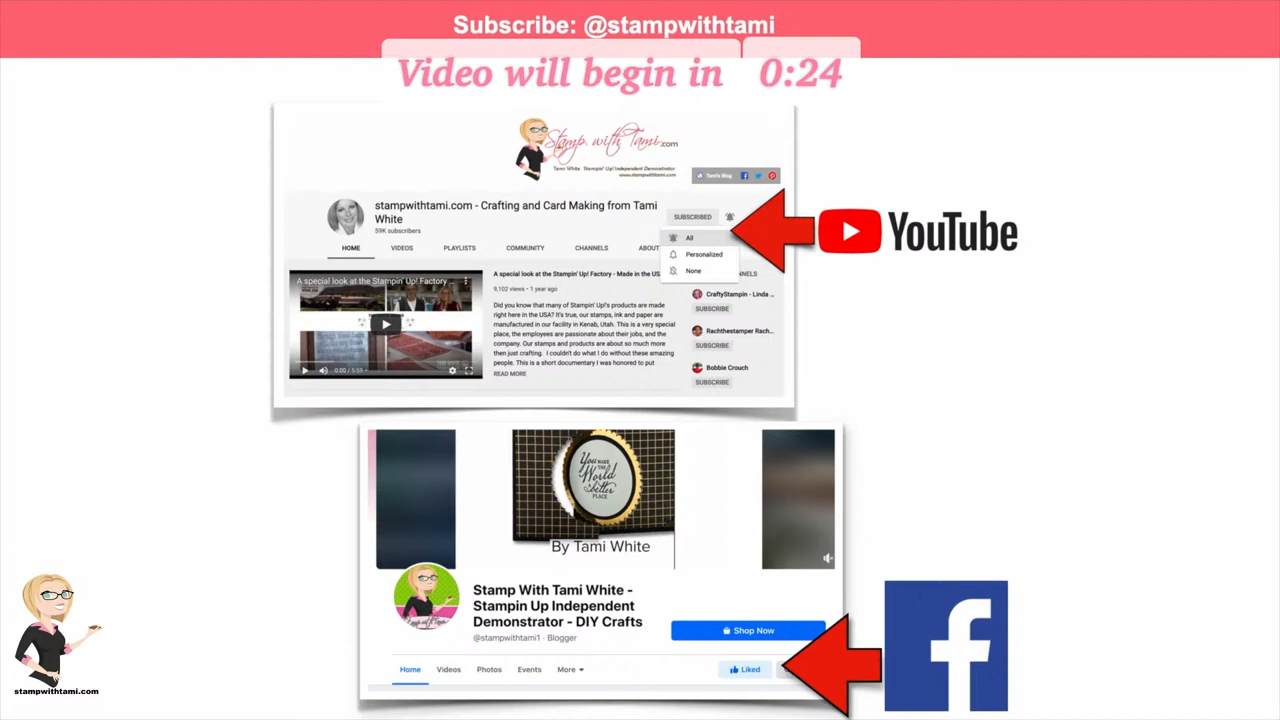 Subscribe: @stampwithtami
Video will begin in 0:24
Stamp with Tami.com
Tami White Stampin' Up! Independent Demonstrator
www.stampwithtami.com
Tami's Blog
stampwithtami.com - Crafting and Card Making from Tami
White
59K subscribers
SUBSCRIBED
HOME VIDEOS PLAYLISTS COMMUNITY CHANNELS ABOUT
All
Personalized
None
YouTube
A special look at the Stampin' Up! Factory ...
0:00 / 5:59
A special look at the Stampin' Up! Factory - Made in the US
9,102 views • 1 year ago
Did you know that many of Stampin' Up!'s products are made
right here in the USA? It's true, our stamps, ink and paper are
manufactured in our facility in Kenab, Utah. This is a very special
place, the employees are passionate about their jobs, and the
company. Our stamps and products are about so much more
then just crafting. I couldn't do what I do without these amazing
people. This is a short documentary I was honored to put
READ MORE
NNELS
CraftyStampin - Linda ...
SUBSCRIBE
Rachthestamper Rach...
SUBSCRIBE
Bobbie Crouch
SUBSCRIBE
You
MAKE THE
World
a better
PLACE
By Tami White
Stamp With Tami White -
Stampin Up Independent
Demonstrator - DIY Crafts
@stampwithtami1 · Blogger
Shop Now
Home Videos Photos Events More
Liked
f
stampwithtami.com